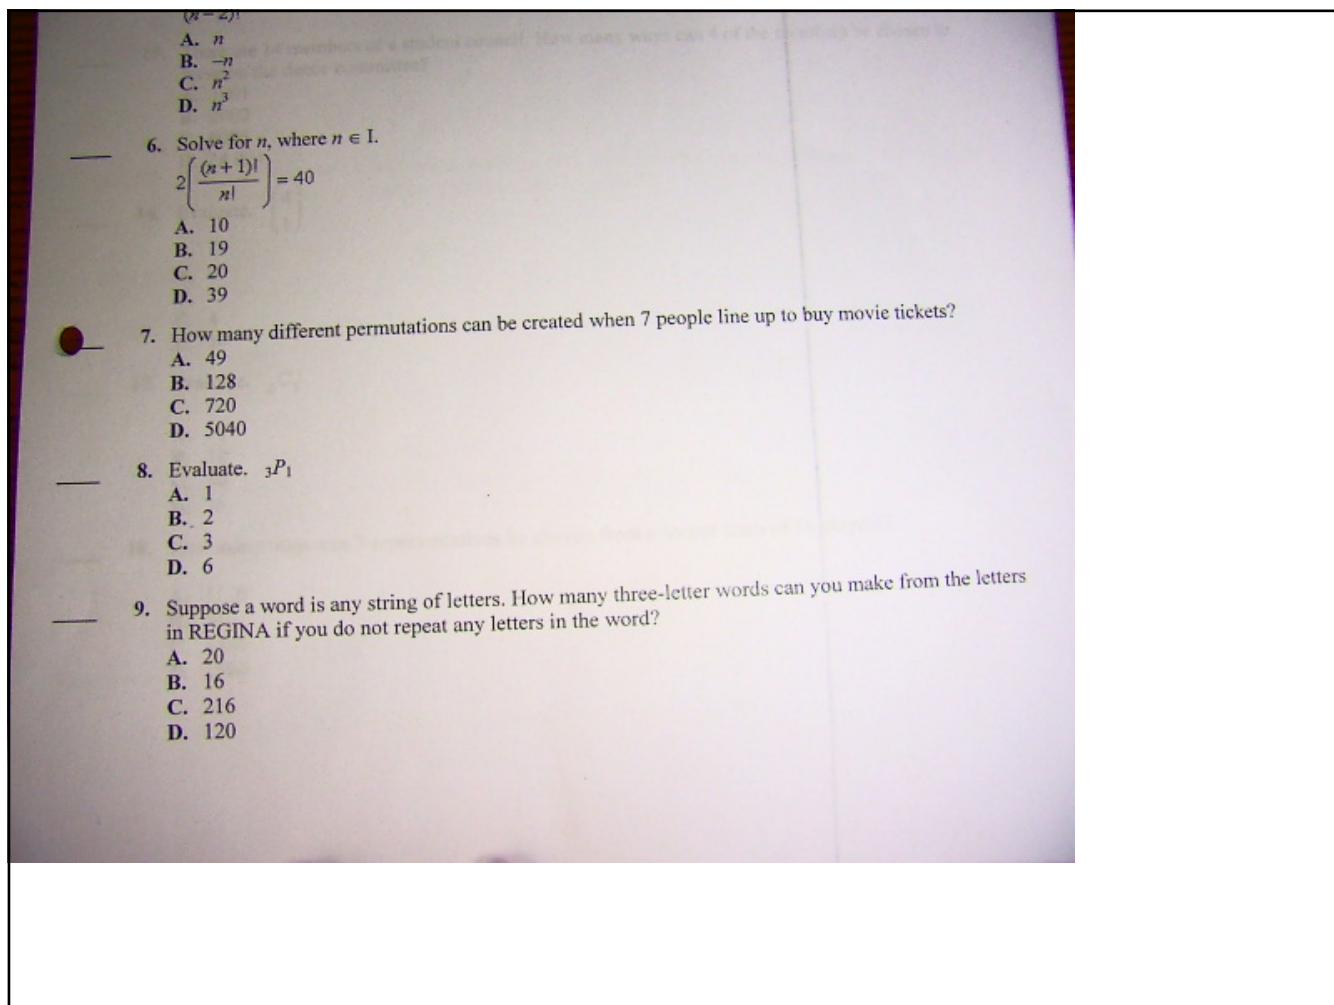 (n – 2)!
A. n
B. –n
C. n²
D. n³
6. Solve for n, where n ∈ I.
2((n + 1)!/n!) = 40
A. 10
B. 19
C. 20
D. 39
7. How many different permutations can be created when 7 people line up to buy movie tickets?
A. 49
B. 128
C. 720
D. 5040
8. Evaluate. ₃P₁
A. 1
B. 2
C. 3
D. 6
9. Suppose a word is any string of letters. How many three-letter words can you make from the letters
in REGINA if you do not repeat any letters in the word?
A. 20
B. 16
C. 216
D. 120